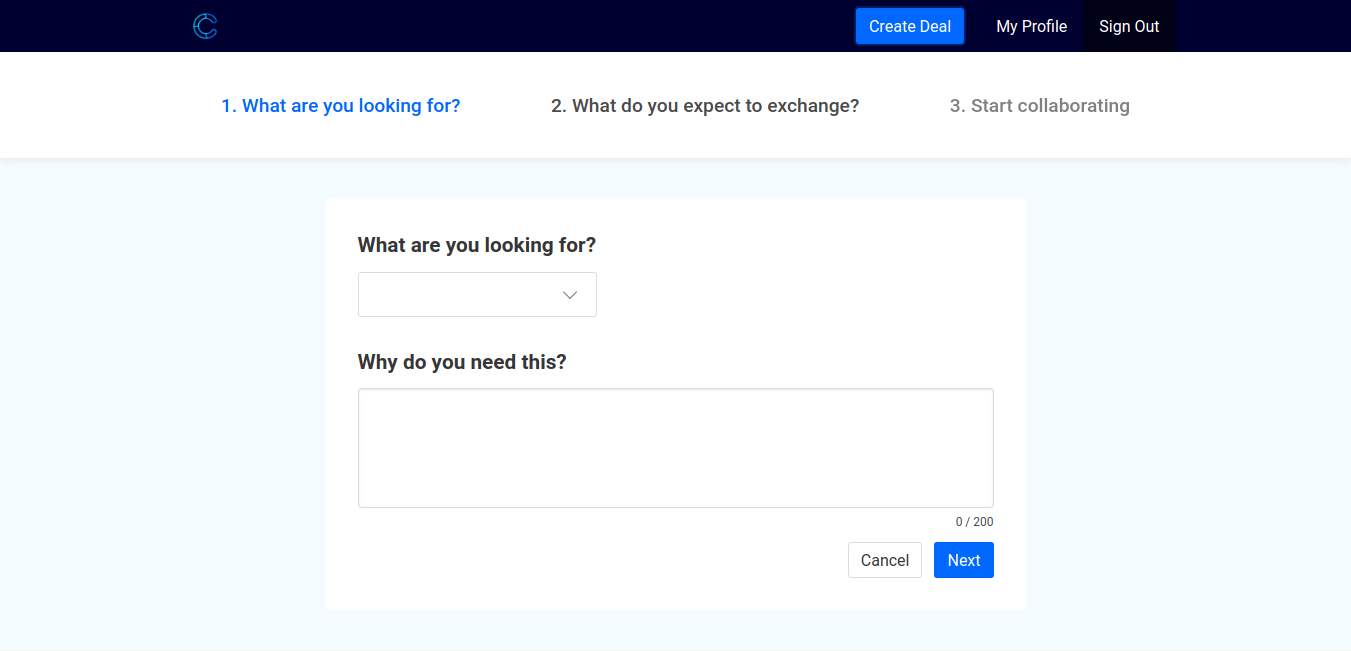 Create Deal My Profile Sign Out
1. What are you looking for? 2. What do you expect to exchange? 3. Start collaborating
What are you looking for?
Why do you need this?
0 / 200
Cancel Next